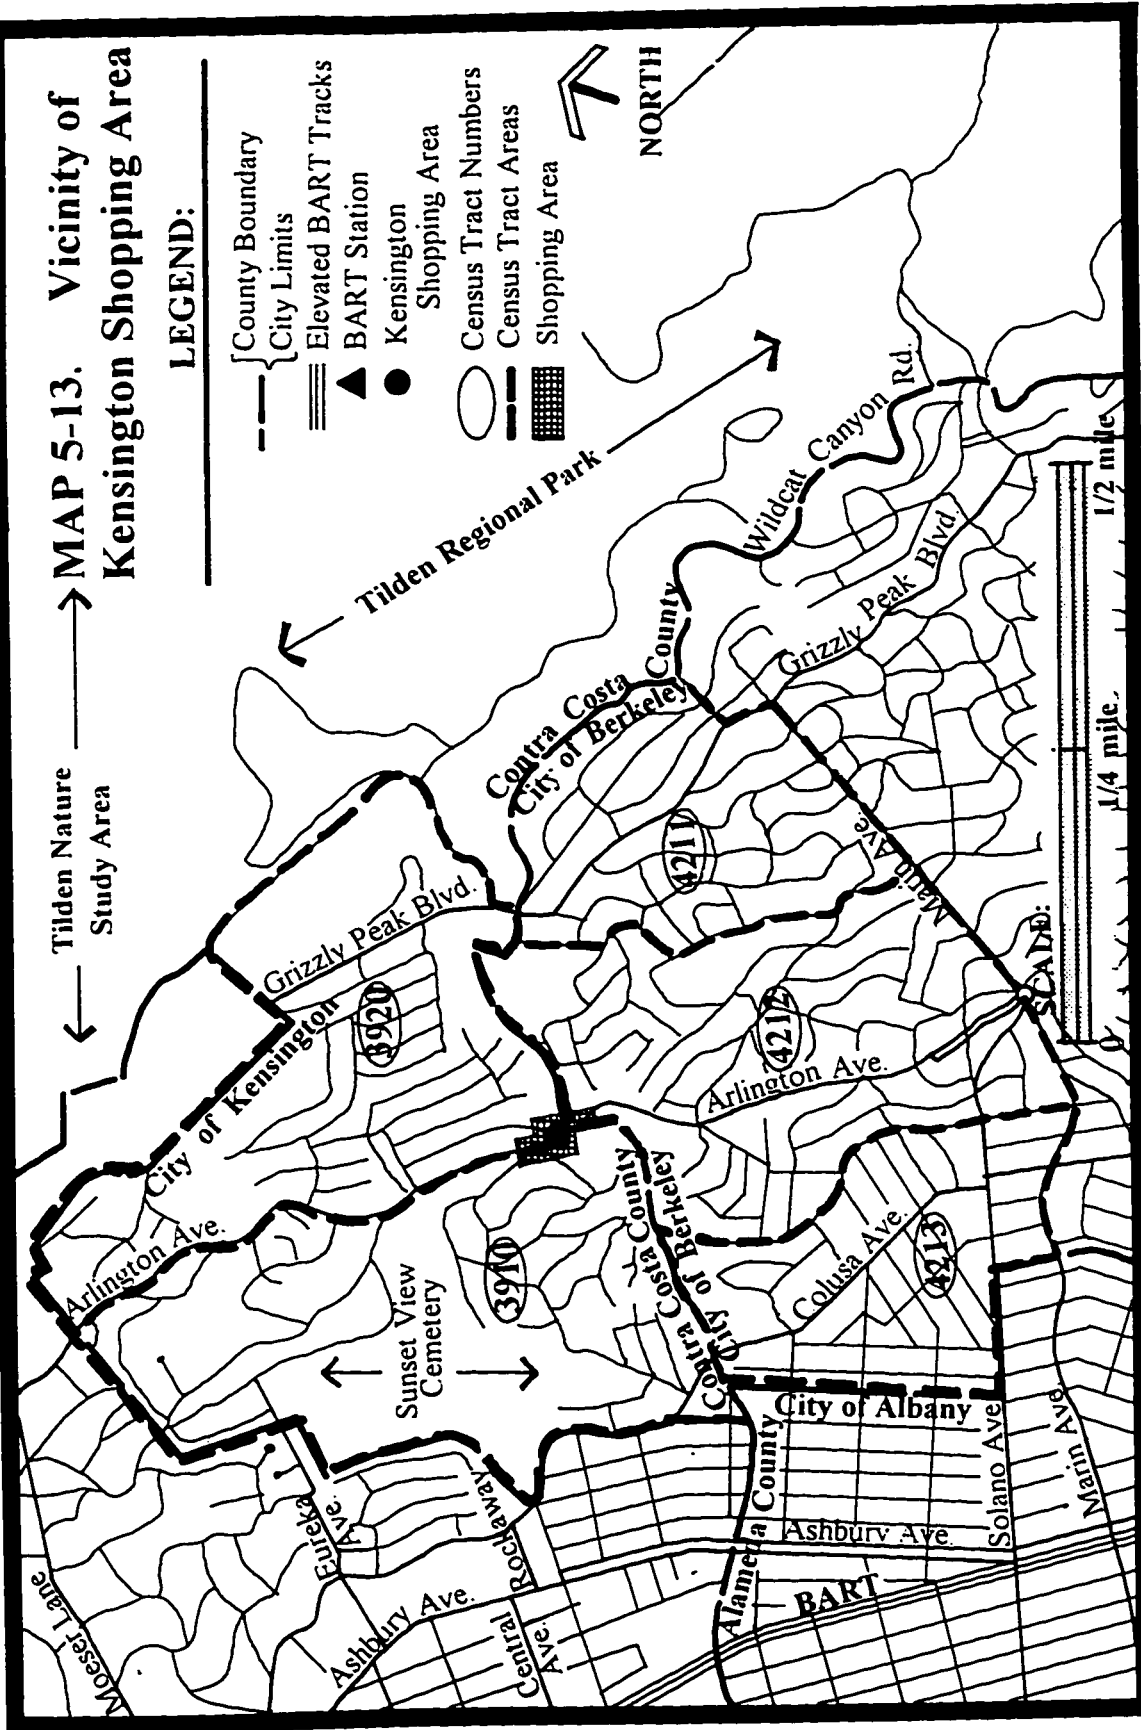 MAP 5-13. Vicinity of
Kensington Shopping Area
LEGEND:
County Boundary
City Limits
Elevated BART Tracks
BART Station
Kensington
Shopping Area
Census Tract Numbers
Census Tract Areas
Shopping Area
NORTH
Tilden Nature
Study Area
Tilden Regional Park
Wildcat Canyon Rd.
Contra Costa County
City of Berkeley
Grizzly Peak Blvd.
Grizzly Peak Blvd.
City of Kensington
3920
4211
4212
Marin Ave.
Arlington Ave.
Arlington Ave.
Sunset View
Cemetery
3910
Contra Costa County
City of Berkeley
Colusa Ave.
4213
City of Albany
Alameda County
Solano Ave.
Marin Ave.
Ashbury Ave.
BART
Eureka
Ave.
Rockaway
Ashbury Ave.
Central
Ave.
Moeser Lane
SCALE:
0 1/4 mile 1/2 mile